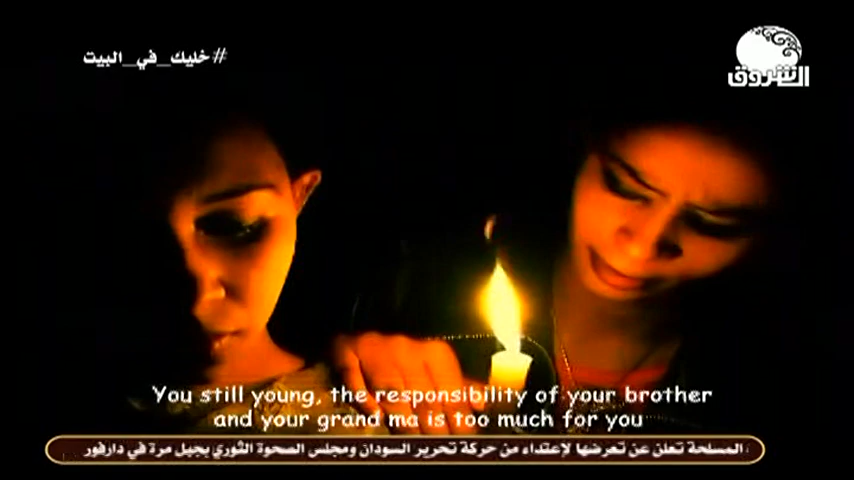 #خليك_في_البيت
الشروق
You still young, the responsibility of your brother
and your grand ma is too much for you
المسلحة تعلن عن تعرضها لإعتداء من حركة تحرير السودان ومجلس الصحوة الثوري بجبل مرة في دارفور